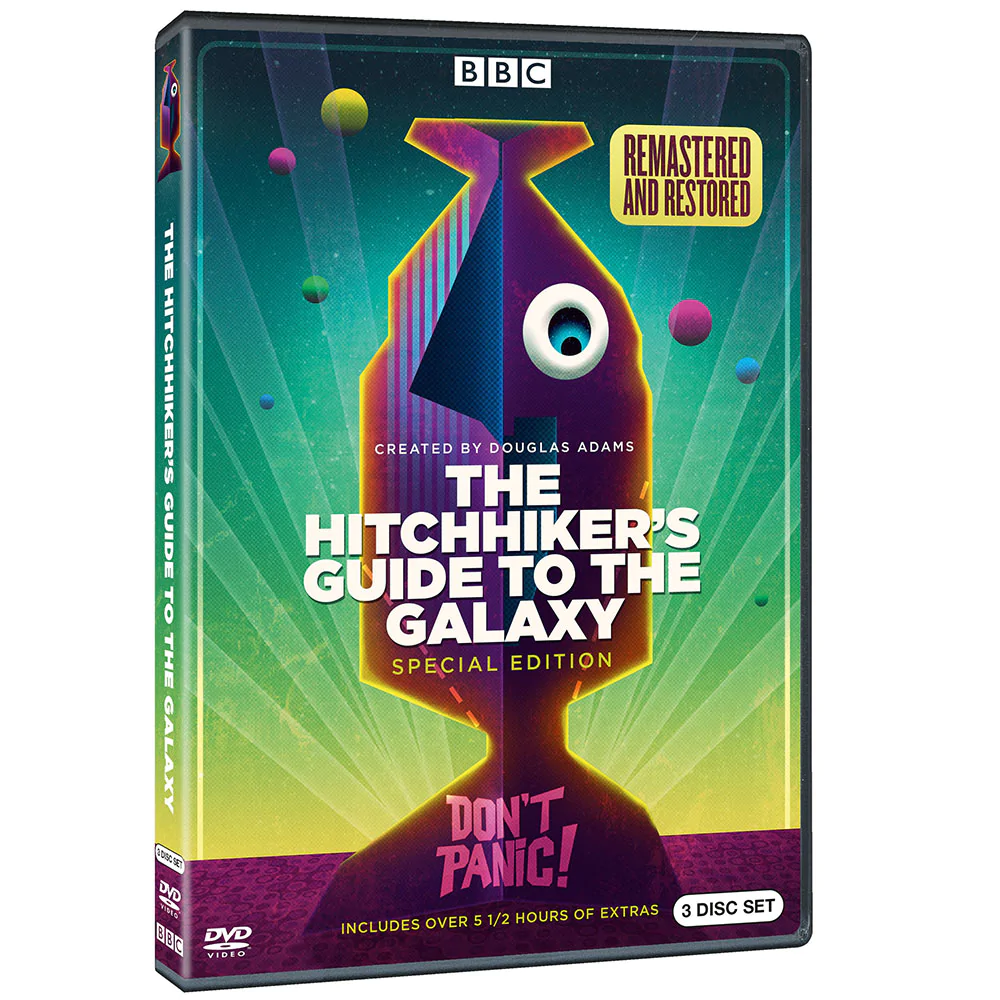 BBC
REMASTERED
AND RESTORED
CREATED BY DOUGLAS ADAMS
THE
HITCHHIKER'S
GUIDE TO THE
GALAXY
SPECIAL EDITION
DON'T
PANIC!
INCLUDES OVER 5 1/2 HOURS OF EXTRAS
3 DISC SET
DVD
VIDEO
THE HITCHHIKER'S GUIDE TO THE GALAXY
3 DISC SET
DVD
VIDEO
BBC